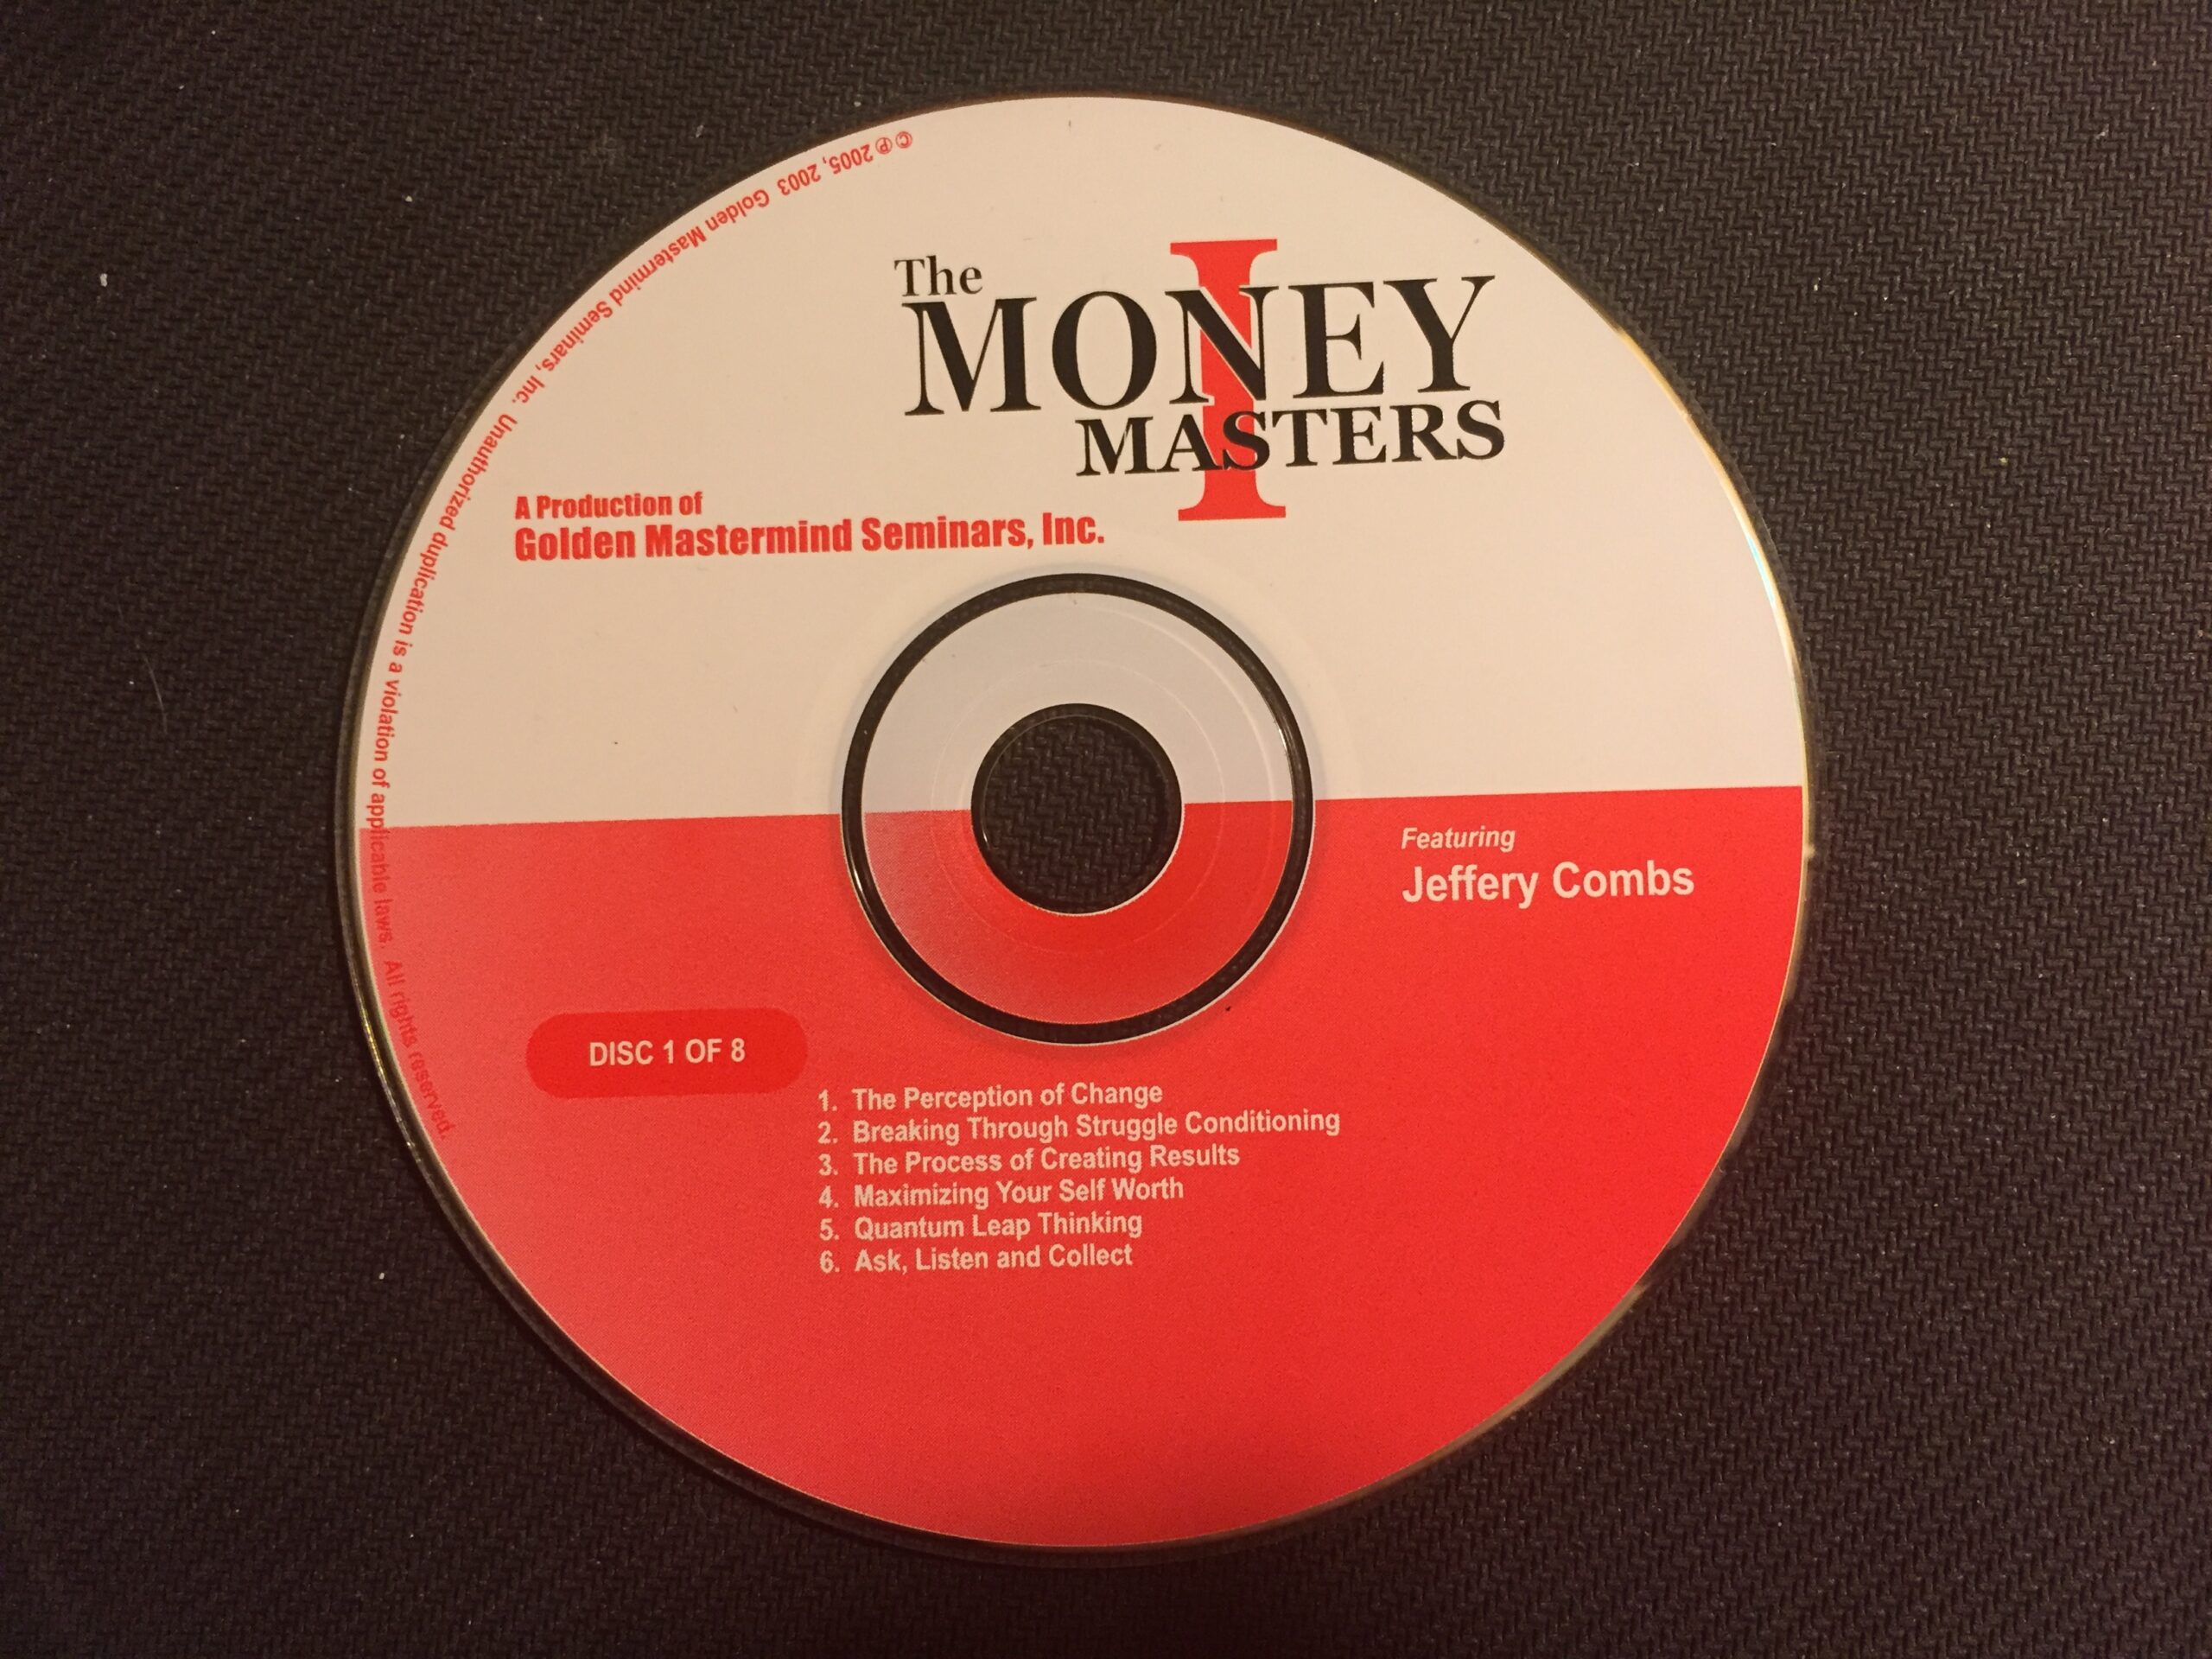 The
MONEY
MASTERS
I
A Production of
Golden Mastermind Seminars, Inc.
Featuring
Jeffery Combs
DISC 1 OF 8
1. The Perception of Change
2. Breaking Through Struggle Conditioning
3. The Process of Creating Results
4. Maximizing Your Self Worth
5. Quantum Leap Thinking
6. Ask, Listen and Collect
©℗ 2005, 2003 Golden Mastermind Seminars, Inc. Unauthorized duplication is a violation of applicable laws. All rights reserved.